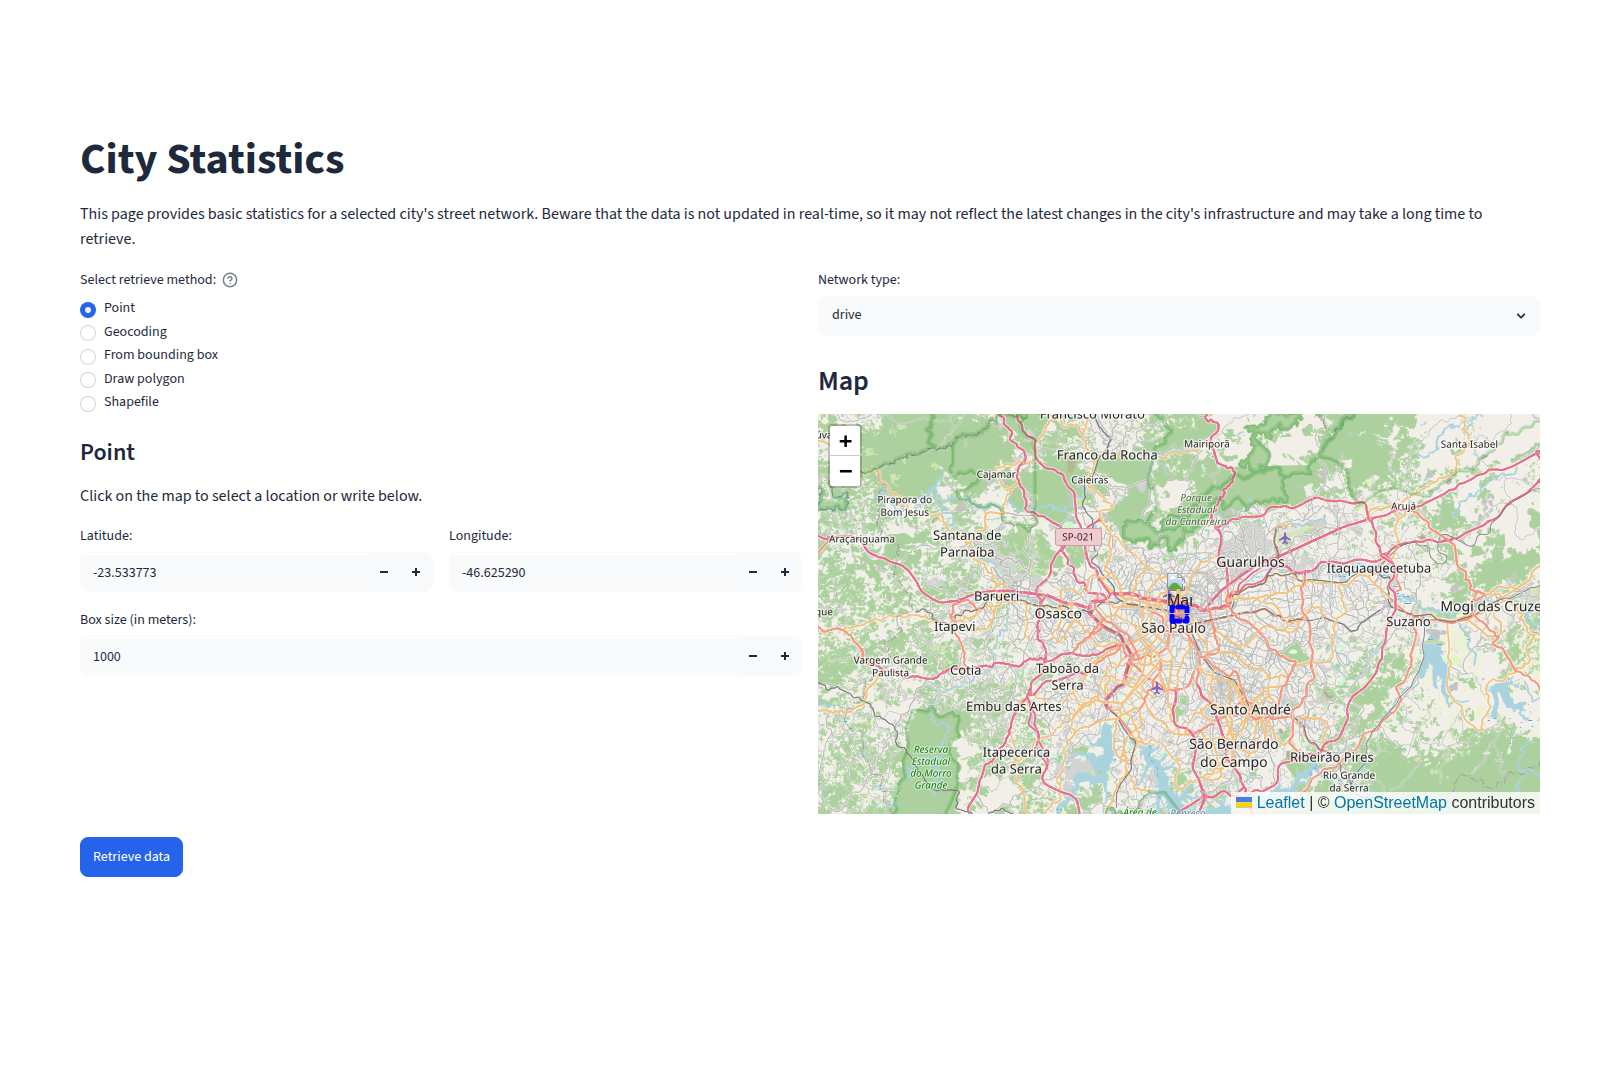 City Statistics
This page provides basic statistics for a selected city's street network. Beware that the data is not updated in real-time, so it may not reflect the latest changes in the city's infrastructure and may take a long time to
retrieve.
Select retrieve method:
Point
Geocoding
From bounding box
Draw polygon
Shapefile
Point
Click on the map to select a location or write below.
Latitude:
Longitude:
-23.533773
-46.625290
Box size (in meters):
1000
Retrieve data
Network type:
drive
Map
+
−
Francisco Morato
Mairiporã
Santa Isabel
Franco da Rocha
Cajamar
Caieiras
Pirapora do
Bom Jesus
Parque
Estadual
da Cantareira
Arujá
Araçariguama
Santana de
Parnaíba
SP-021
Guarulhos
Itaquaquecetuba
Barueri
Osasco
Mogi das Cruze
Itapevi
São Paulo
Suzano
Vargem Grande
Paulista
Cotia
Taboão da
Serra
Embu das Artes
Santo André
Reserva
Estadual
do Morro
Grande
Itapecerica
da Serra
São Bernardo
do Campo
Ribeirão Pires
Rio Grande
da Serra
Leaflet | © OpenStreetMap contributors